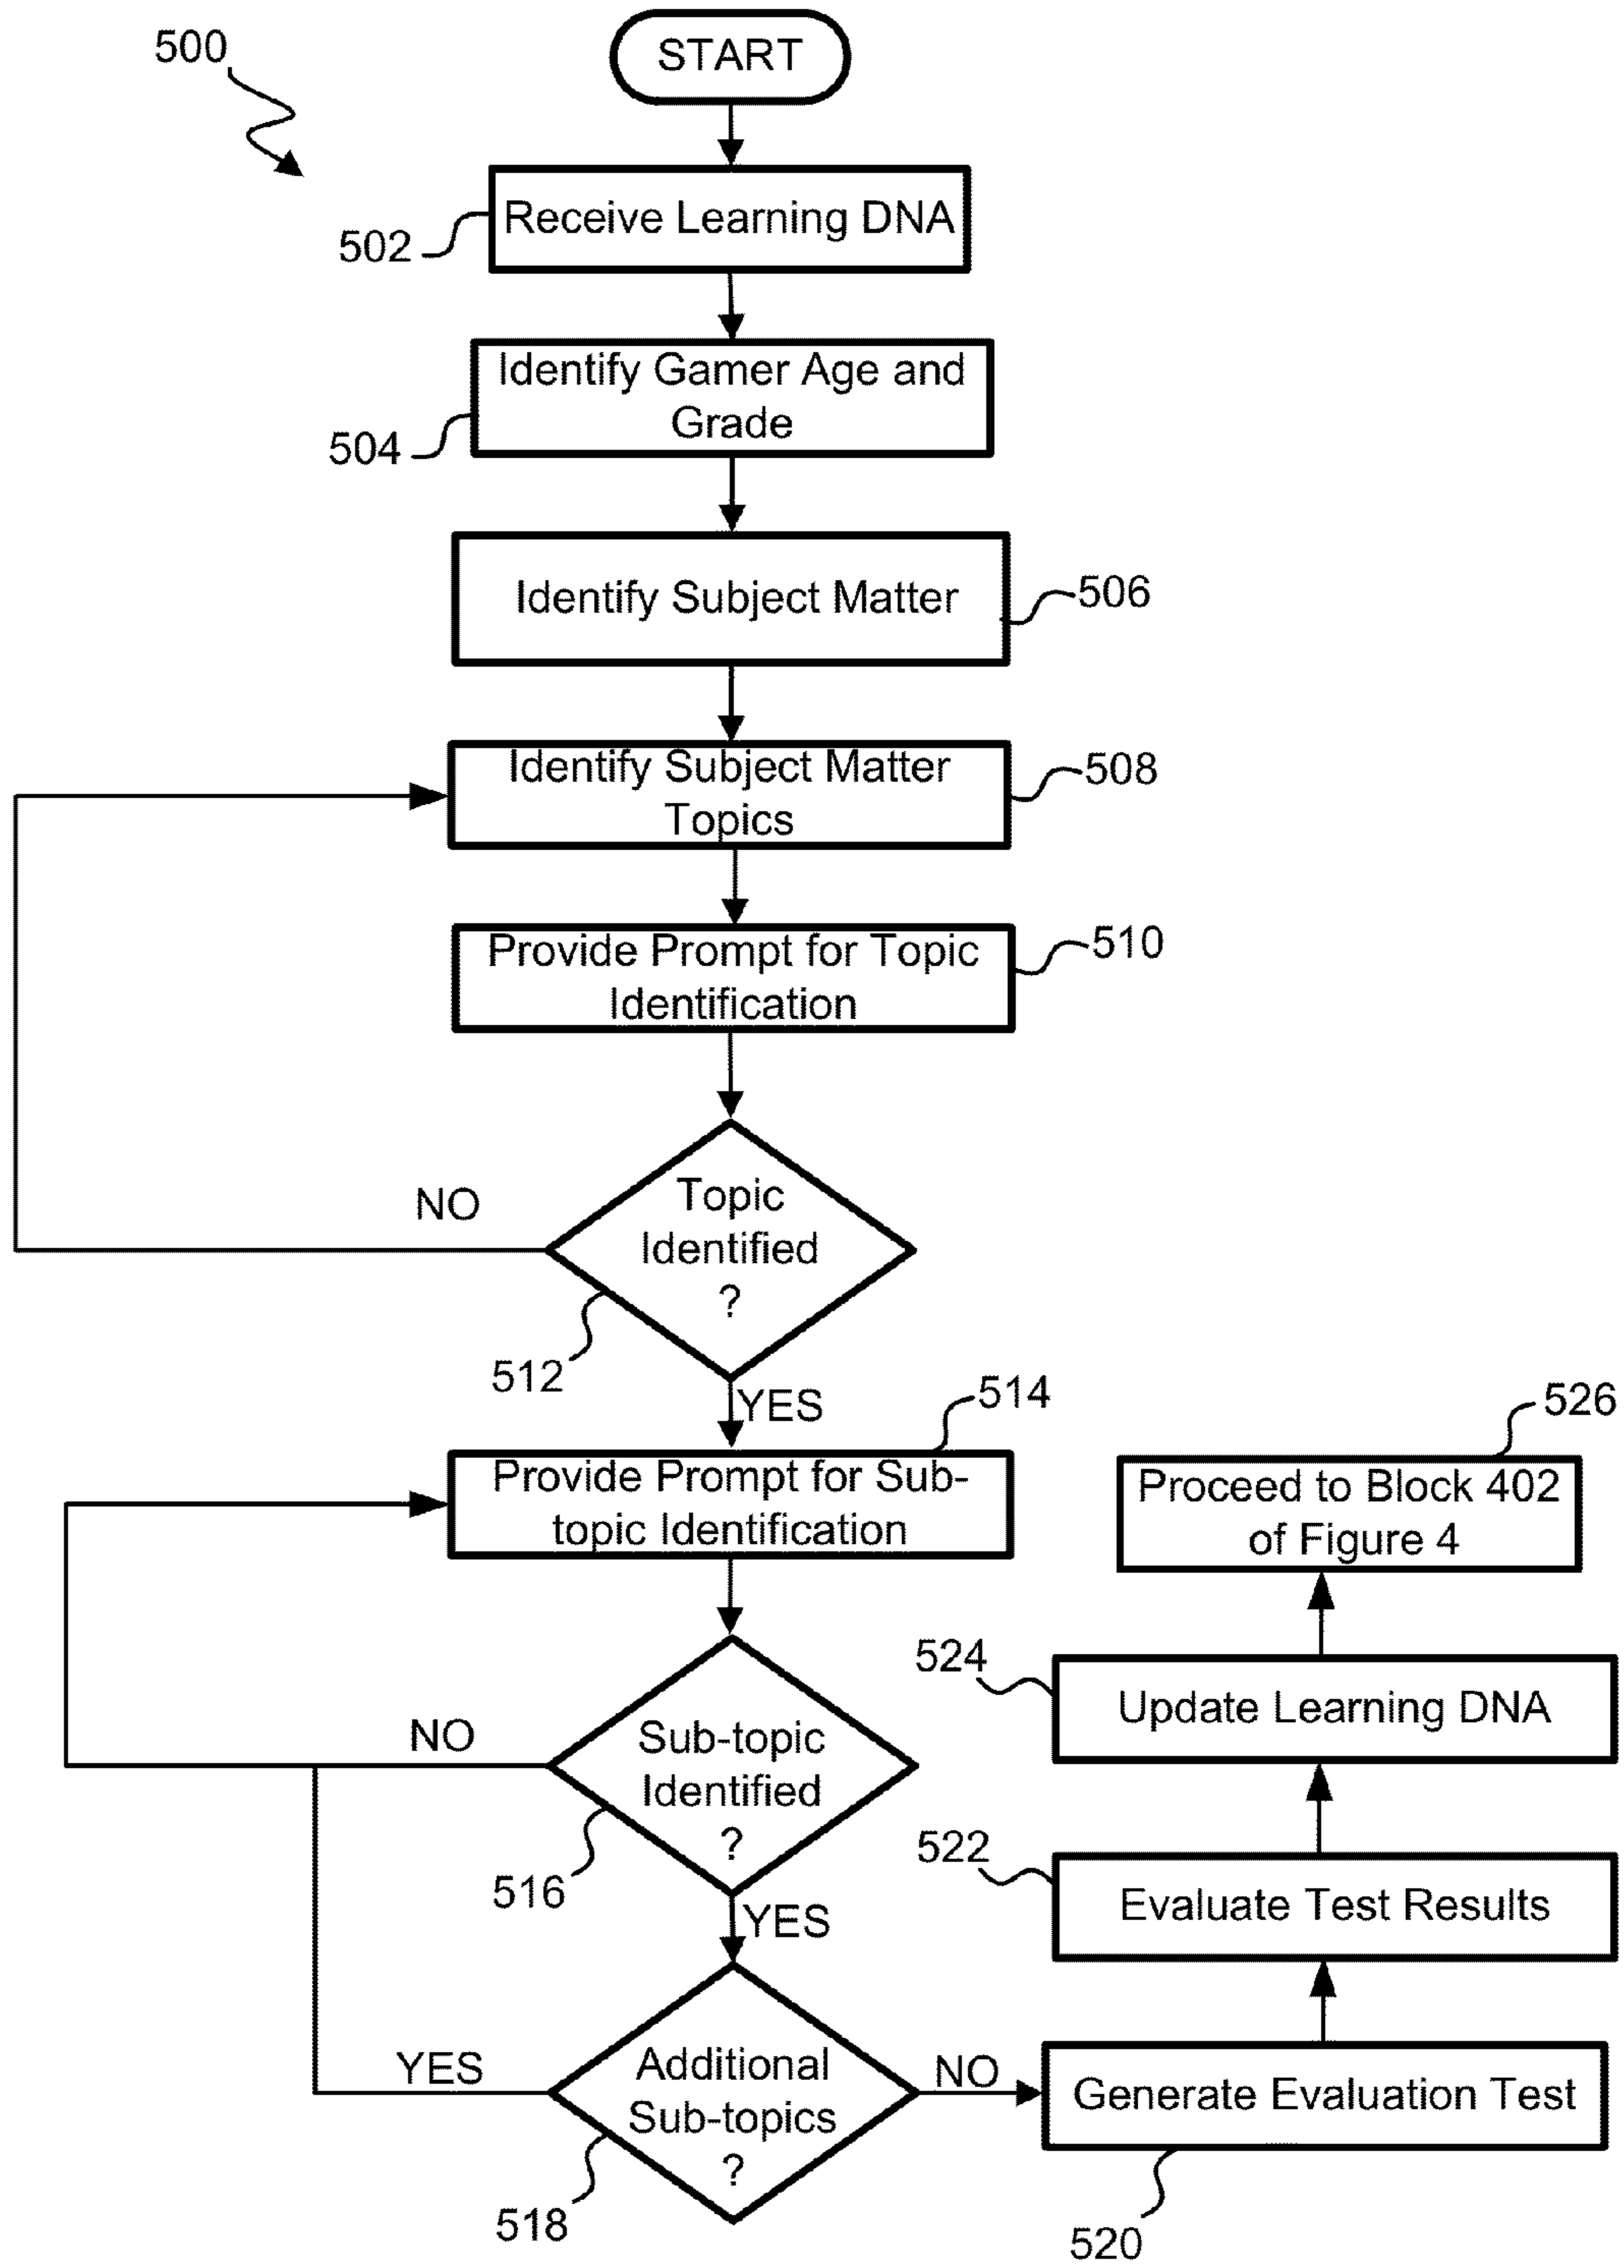 START
500
Receive Learning DNA
502
Identify Gamer Age and
Grade
504
Identify Subject Matter
506
Identify Subject Matter
Topics
508
Provide Prompt for Topic
Identification
510
Topic
Identified
?
NO
512
YES
514
Provide Prompt for Sub-
topic Identification
Sub-topic
Identified
?
NO
516
YES
Additional
Sub-topics
?
YES
NO
518
Generate Evaluation Test
520
Evaluate Test Results
522
Update Learning DNA
524
Proceed to Block 402
of Figure 4
526